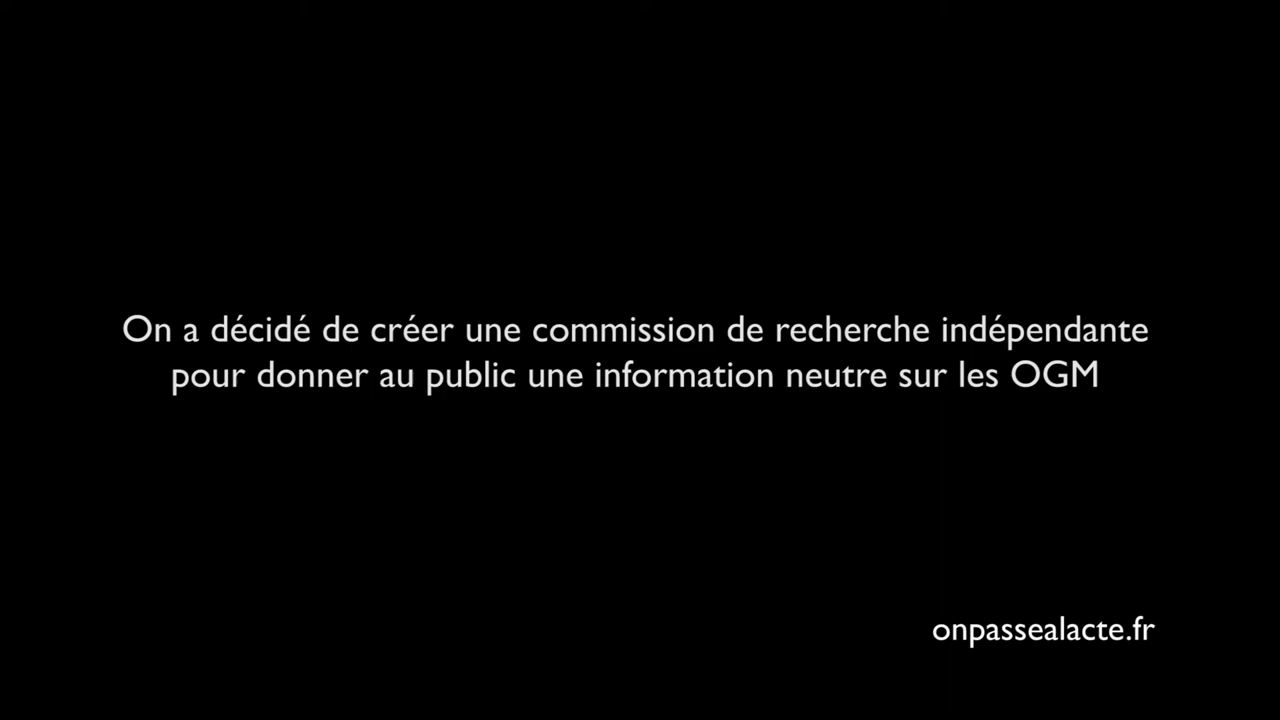 On a décidé de créer une commission de recherche indépendante
pour donner au public une information neutre sur les OGM
onpassealacte.fr